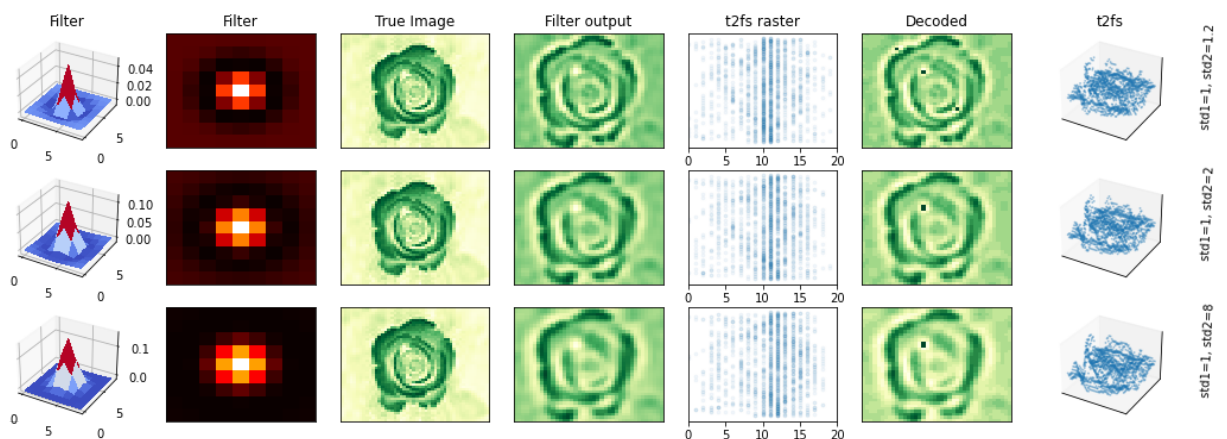 Filter Filter True Image Filter output t2fs raster Decoded t2fs
0.04
0.02
0.00
0 5 5 0
0 5 10 15 20
std1=1, std2=1.2
0.10
0.05
0.00
0 5 5 0
0 5 10 15 20
std1=1, std2=2
0.1
0.0
0 5 5 0
0 5 10 15 20
std1=1, std2=8